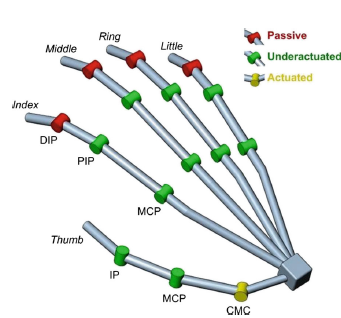 Ring
Middle
Little
Index
DIP
PIP
MCP
Thumb
IP
MCP
CMC
Passive
Underactuated
Actuated